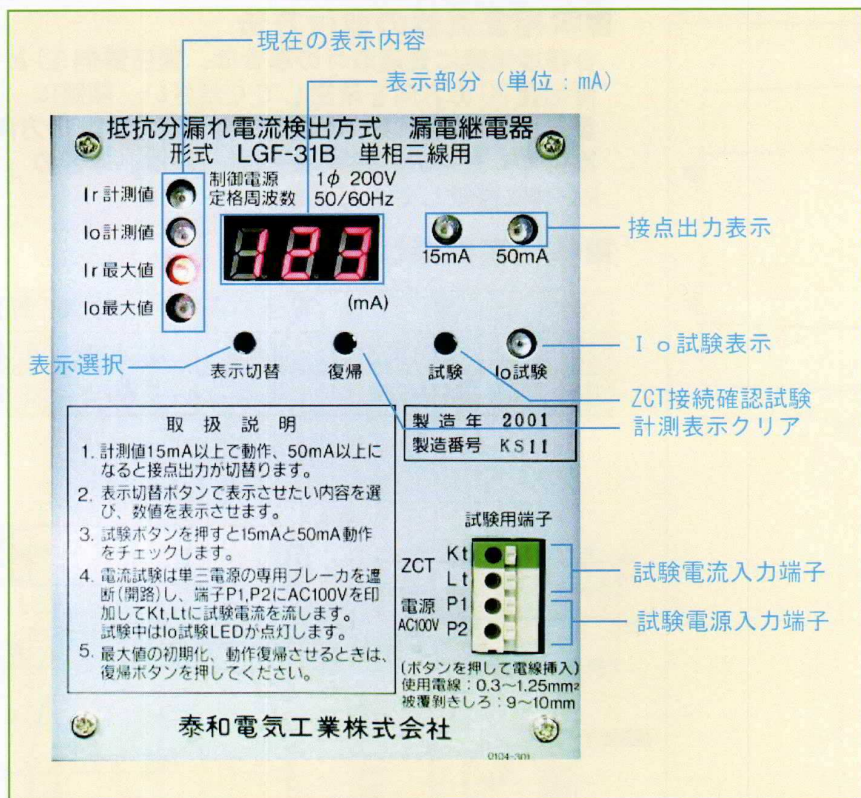 現在の表示内容
表示部分（単位：mA）
抵抗分漏れ電流検出方式 漏電継電器
形式 LGF-31B 単相三線用
制御電源 1φ 200V
定格周波数 50/60Hz
Ir計測値
Io計測値
Ir最大値
Io最大値
123
(mA)
15mA 50mA
接点出力表示
表示選択
表示切替 復帰 試験 Io試験
Ｉｏ試験表示
ZCT接続確認試験
計測表示クリア
取扱説明
1. 計測値15mA以上で動作、50mA以上に
なると接点出力が切替ります。
2. 表示切替ボタンで表示させたい内容を選
び、数値を表示させます。
3. 試験ボタンを押すと15mAと50mA動作
をチェックします。
4. 電流試験は単三電源の専用ブレーカを遮
断(開路)し、端子P1,P2にAC100Vを印
加してKt,Ltに試験電流を流します。
試験中はIo試験LEDが点灯します。
5. 最大値の初期化、動作復帰させるときは、
復帰ボタンを押してください。
製造年 2001
製造番号 KS11
試験用端子
ZCT
Kt
Lt
電源
AC100V
P1
P2
試験電流入力端子
試験電源入力端子
(ボタンを押して電線挿入)
使用電線：0.3〜1.25mm²
被覆剥きしろ：9〜10mm
泰和電気工業株式会社
0104-301